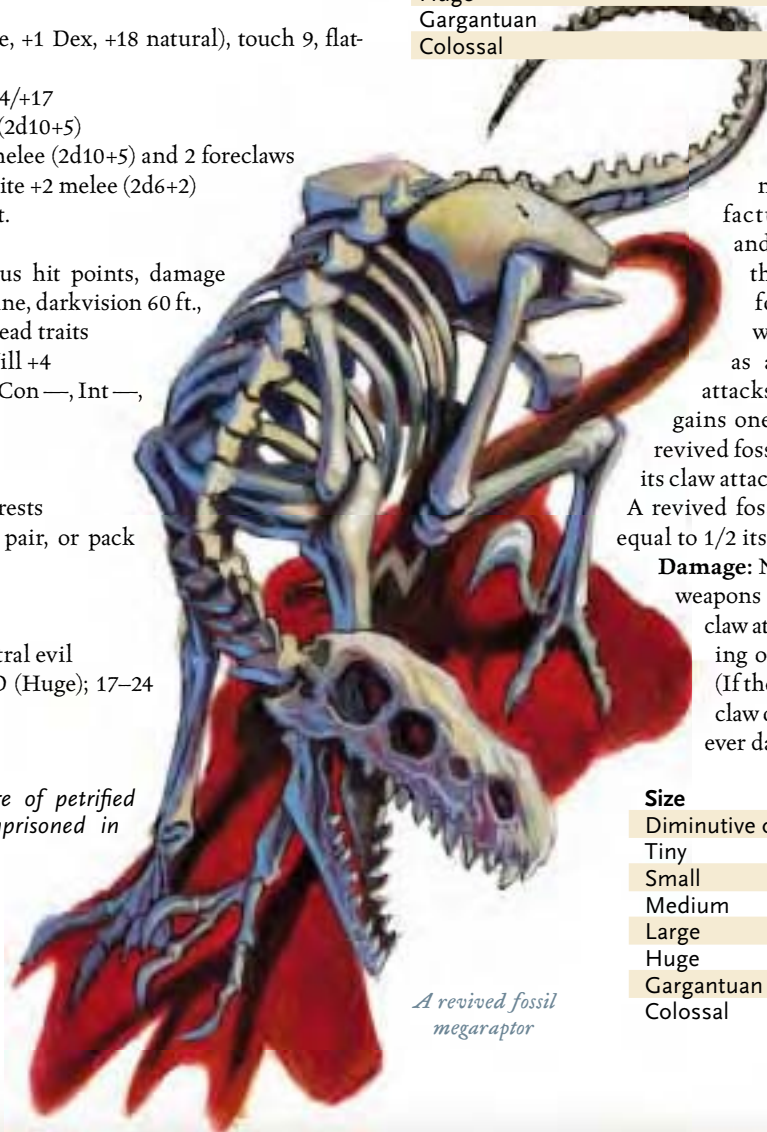 Gargantuan
Colossal
e, +1 Dex, +18 natural), touch 9, flat-
4/+17
(2d10+5)
melee (2d10+5) and 2 foreclaws
ite +2 melee (2d6+2)
t.
us hit points, damage
ne, darkvision 60 ft.,
ead traits
ill +4
Con —, Int —,
rests
pair, or pack
tral evil
D (Huge); 17–24
re of petrified
prisoned in
factu
and
th
fo
w
as a
attacks
gains one
revived foss
its claw attac
A revived fos
equal to 1/2 its
Damage: N
weapons
claw at
ing o
(If the
claw d
ever da
A revived fossil
megaraptor
Size
Diminutive o
Tiny
Small
Medium
Large
Huge
Gargantuan
Colossal